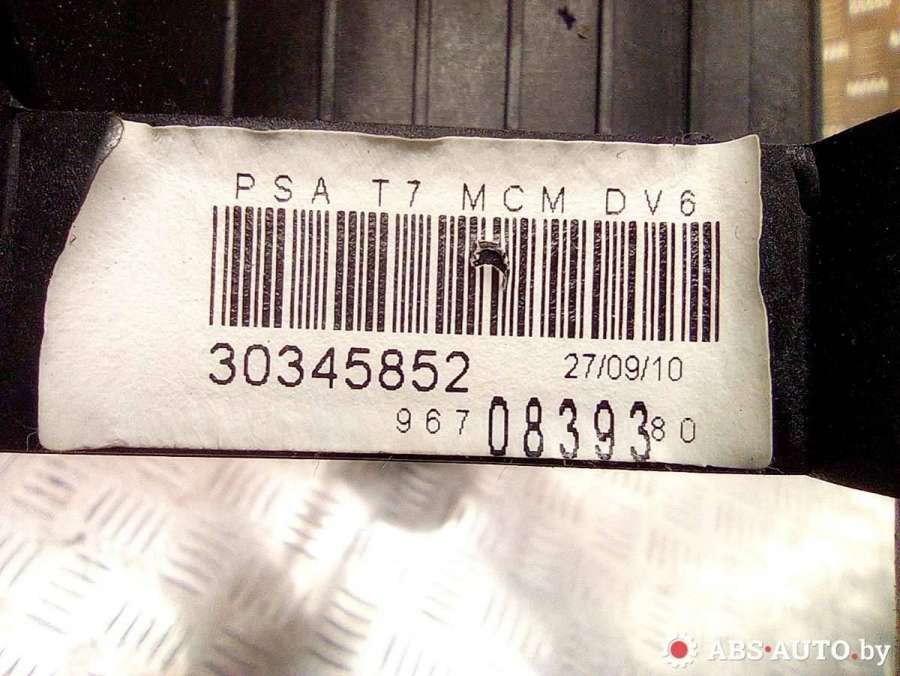 PSA T7 MCM DV6
30345852 27/09/10
967 08393 80
ABS·AUTO.by